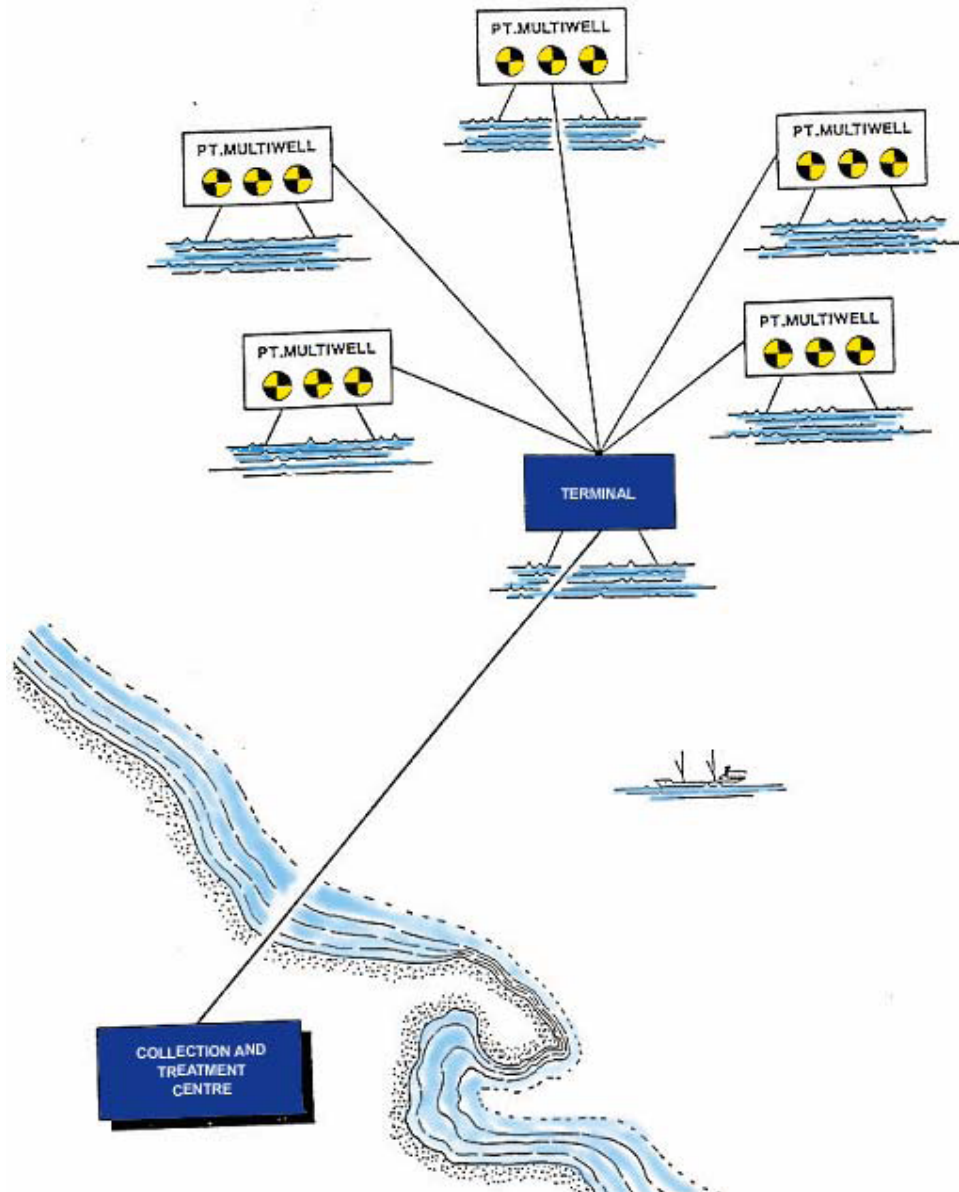 PT.MULTIWELL
PT.MULTIWELL
PT.MULTIWELL
PT.MULTIWELL
PT.MULTIWELL
TERMINAL
COLLECTION AND
TREATMENT
CENTRE